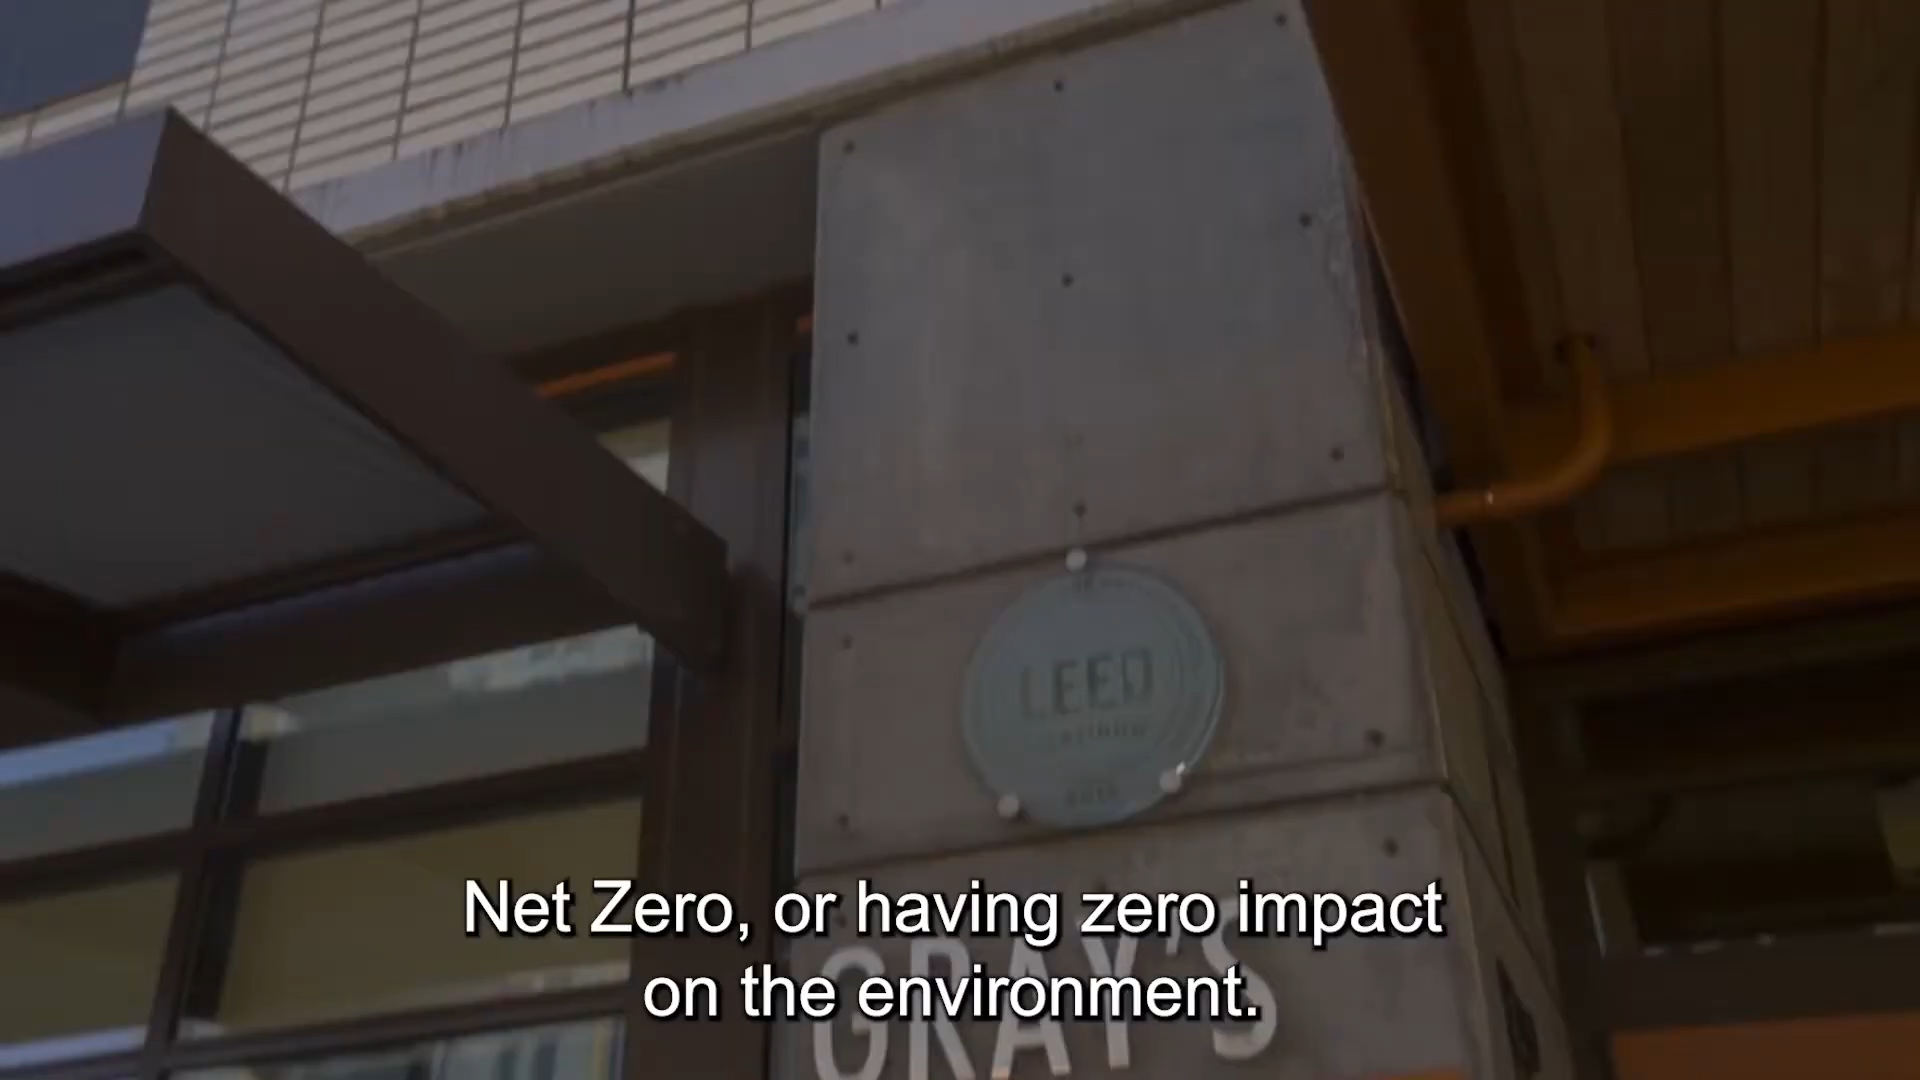 LEED
GRAY'S
Net Zero, or having zero impact
on the environment.